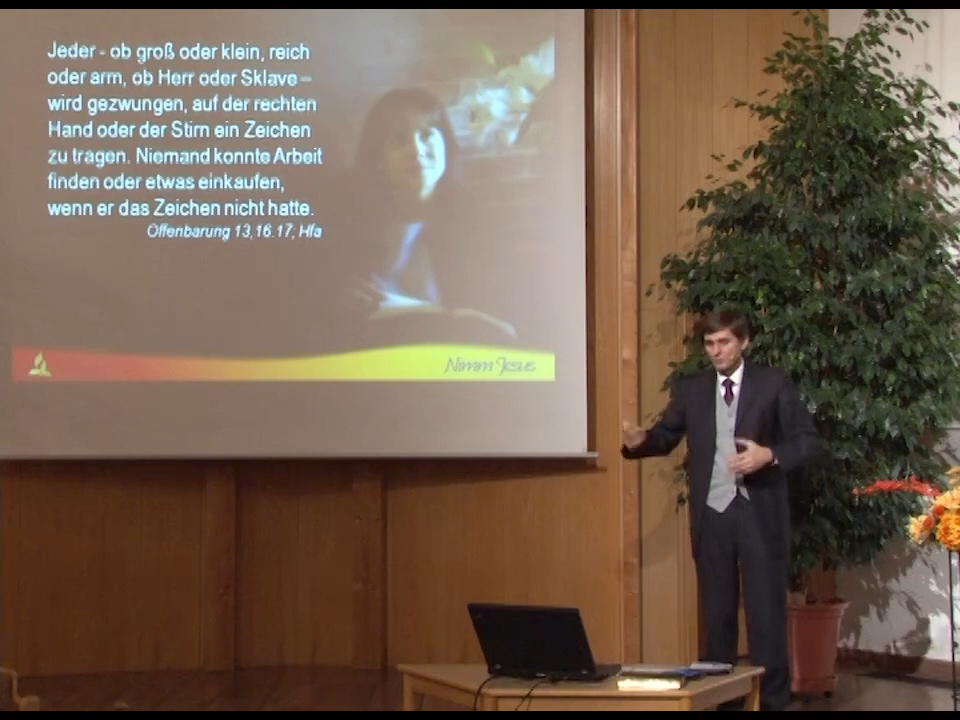 Jeder - ob groß oder klein, reich
oder arm, ob Herr oder Sklave –
wird gezwungen, auf der rechten
Hand oder der Stirn ein Zeichen
zu tragen. Niemand konnte Arbeit
finden oder etwas einkaufen,
wenn er das Zeichen nicht hatte.
Offenbarung 13,16.17; Hfa
Nimm Jesus